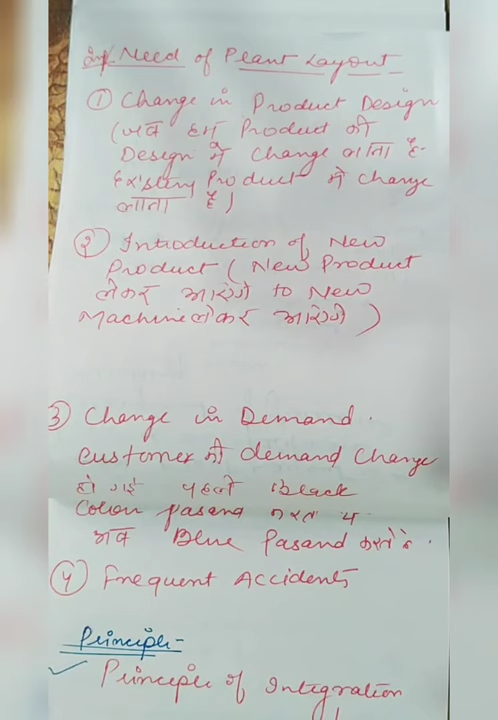 Need of Plant Layout
① Change in Product Design
(जब हम Product की
Design में Change लाता है
Existing Product में Change
लाता है)
② Introduction of New
Product (New Product
लेकर आएंगे to New
Machine लेकर आएंगे)
③ Change in Demand.
Customer की demand Change
हो गई पहले Black
Colour pasand करते थे
अब Blue Pasand करते है.
④ Frequent Accidents
Principle-
✓ Principle of Integration